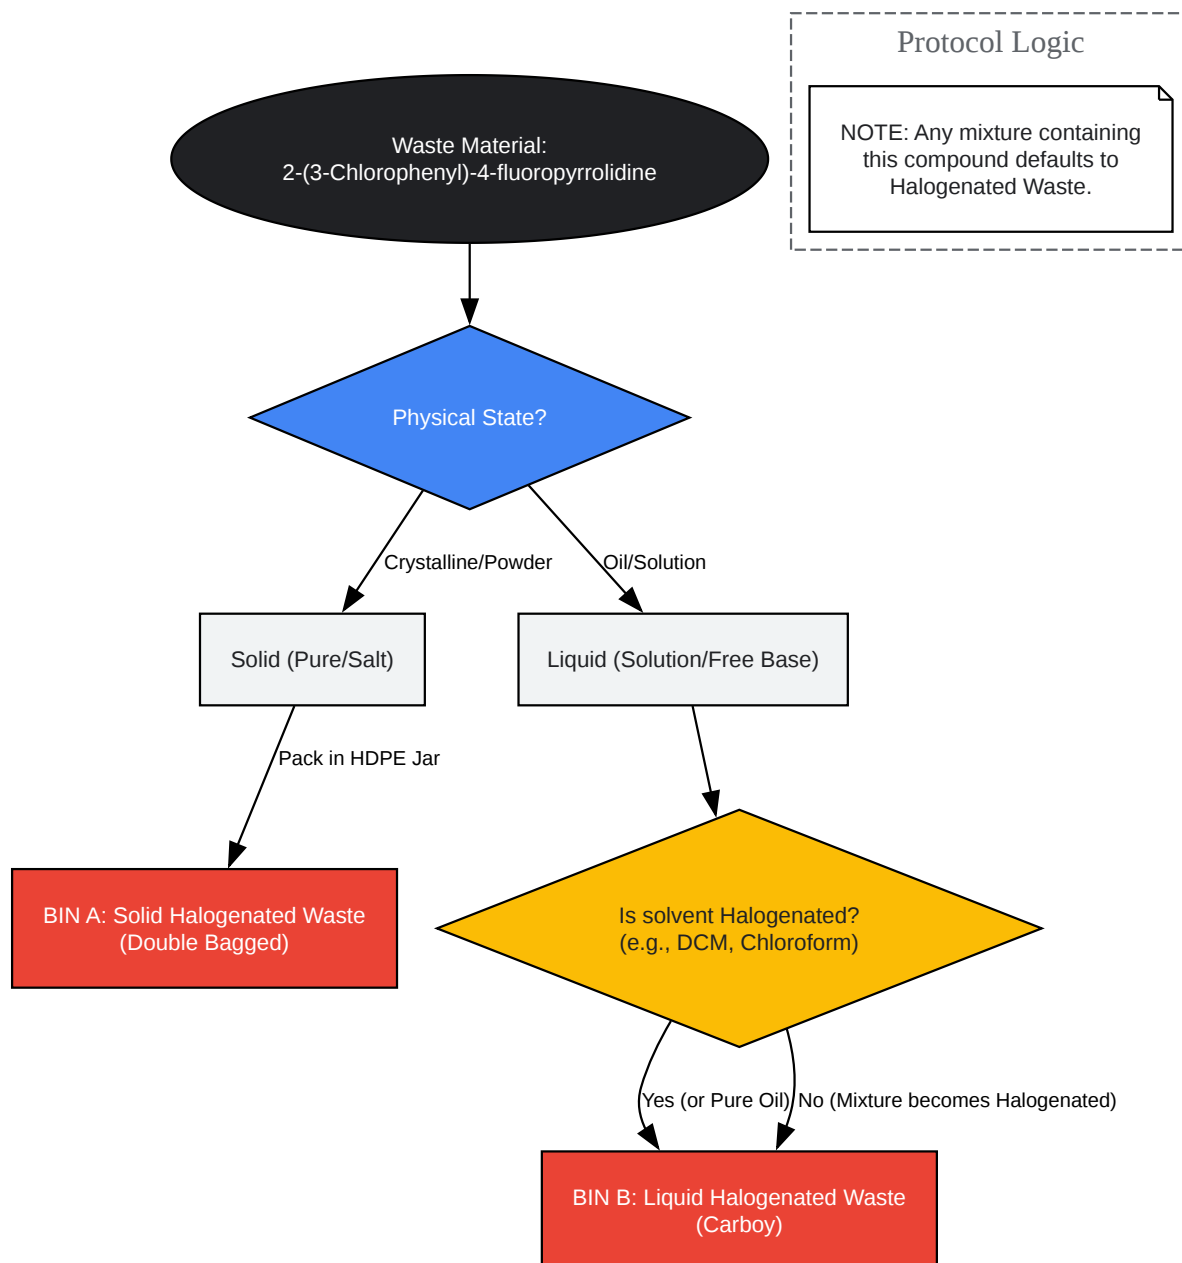 Protocol Logic
NOTE: Any mixture containing
this compound defaults to
Halogenated Waste.
Waste Material:
2-(3-Chlorophenyl)-4-fluoropyrrolidine
Physical State?
Crystalline/Powder
Oil/Solution
Solid (Pure/Salt)
Liquid (Solution/Free Base)
Pack in HDPE Jar
BIN A: Solid Halogenated Waste
(Double Bagged)
Is solvent Halogenated?
(e.g., DCM, Chloroform)
Yes (or Pure Oil)
No (Mixture becomes Halogenated)
BIN B: Liquid Halogenated Waste
(Carboy)